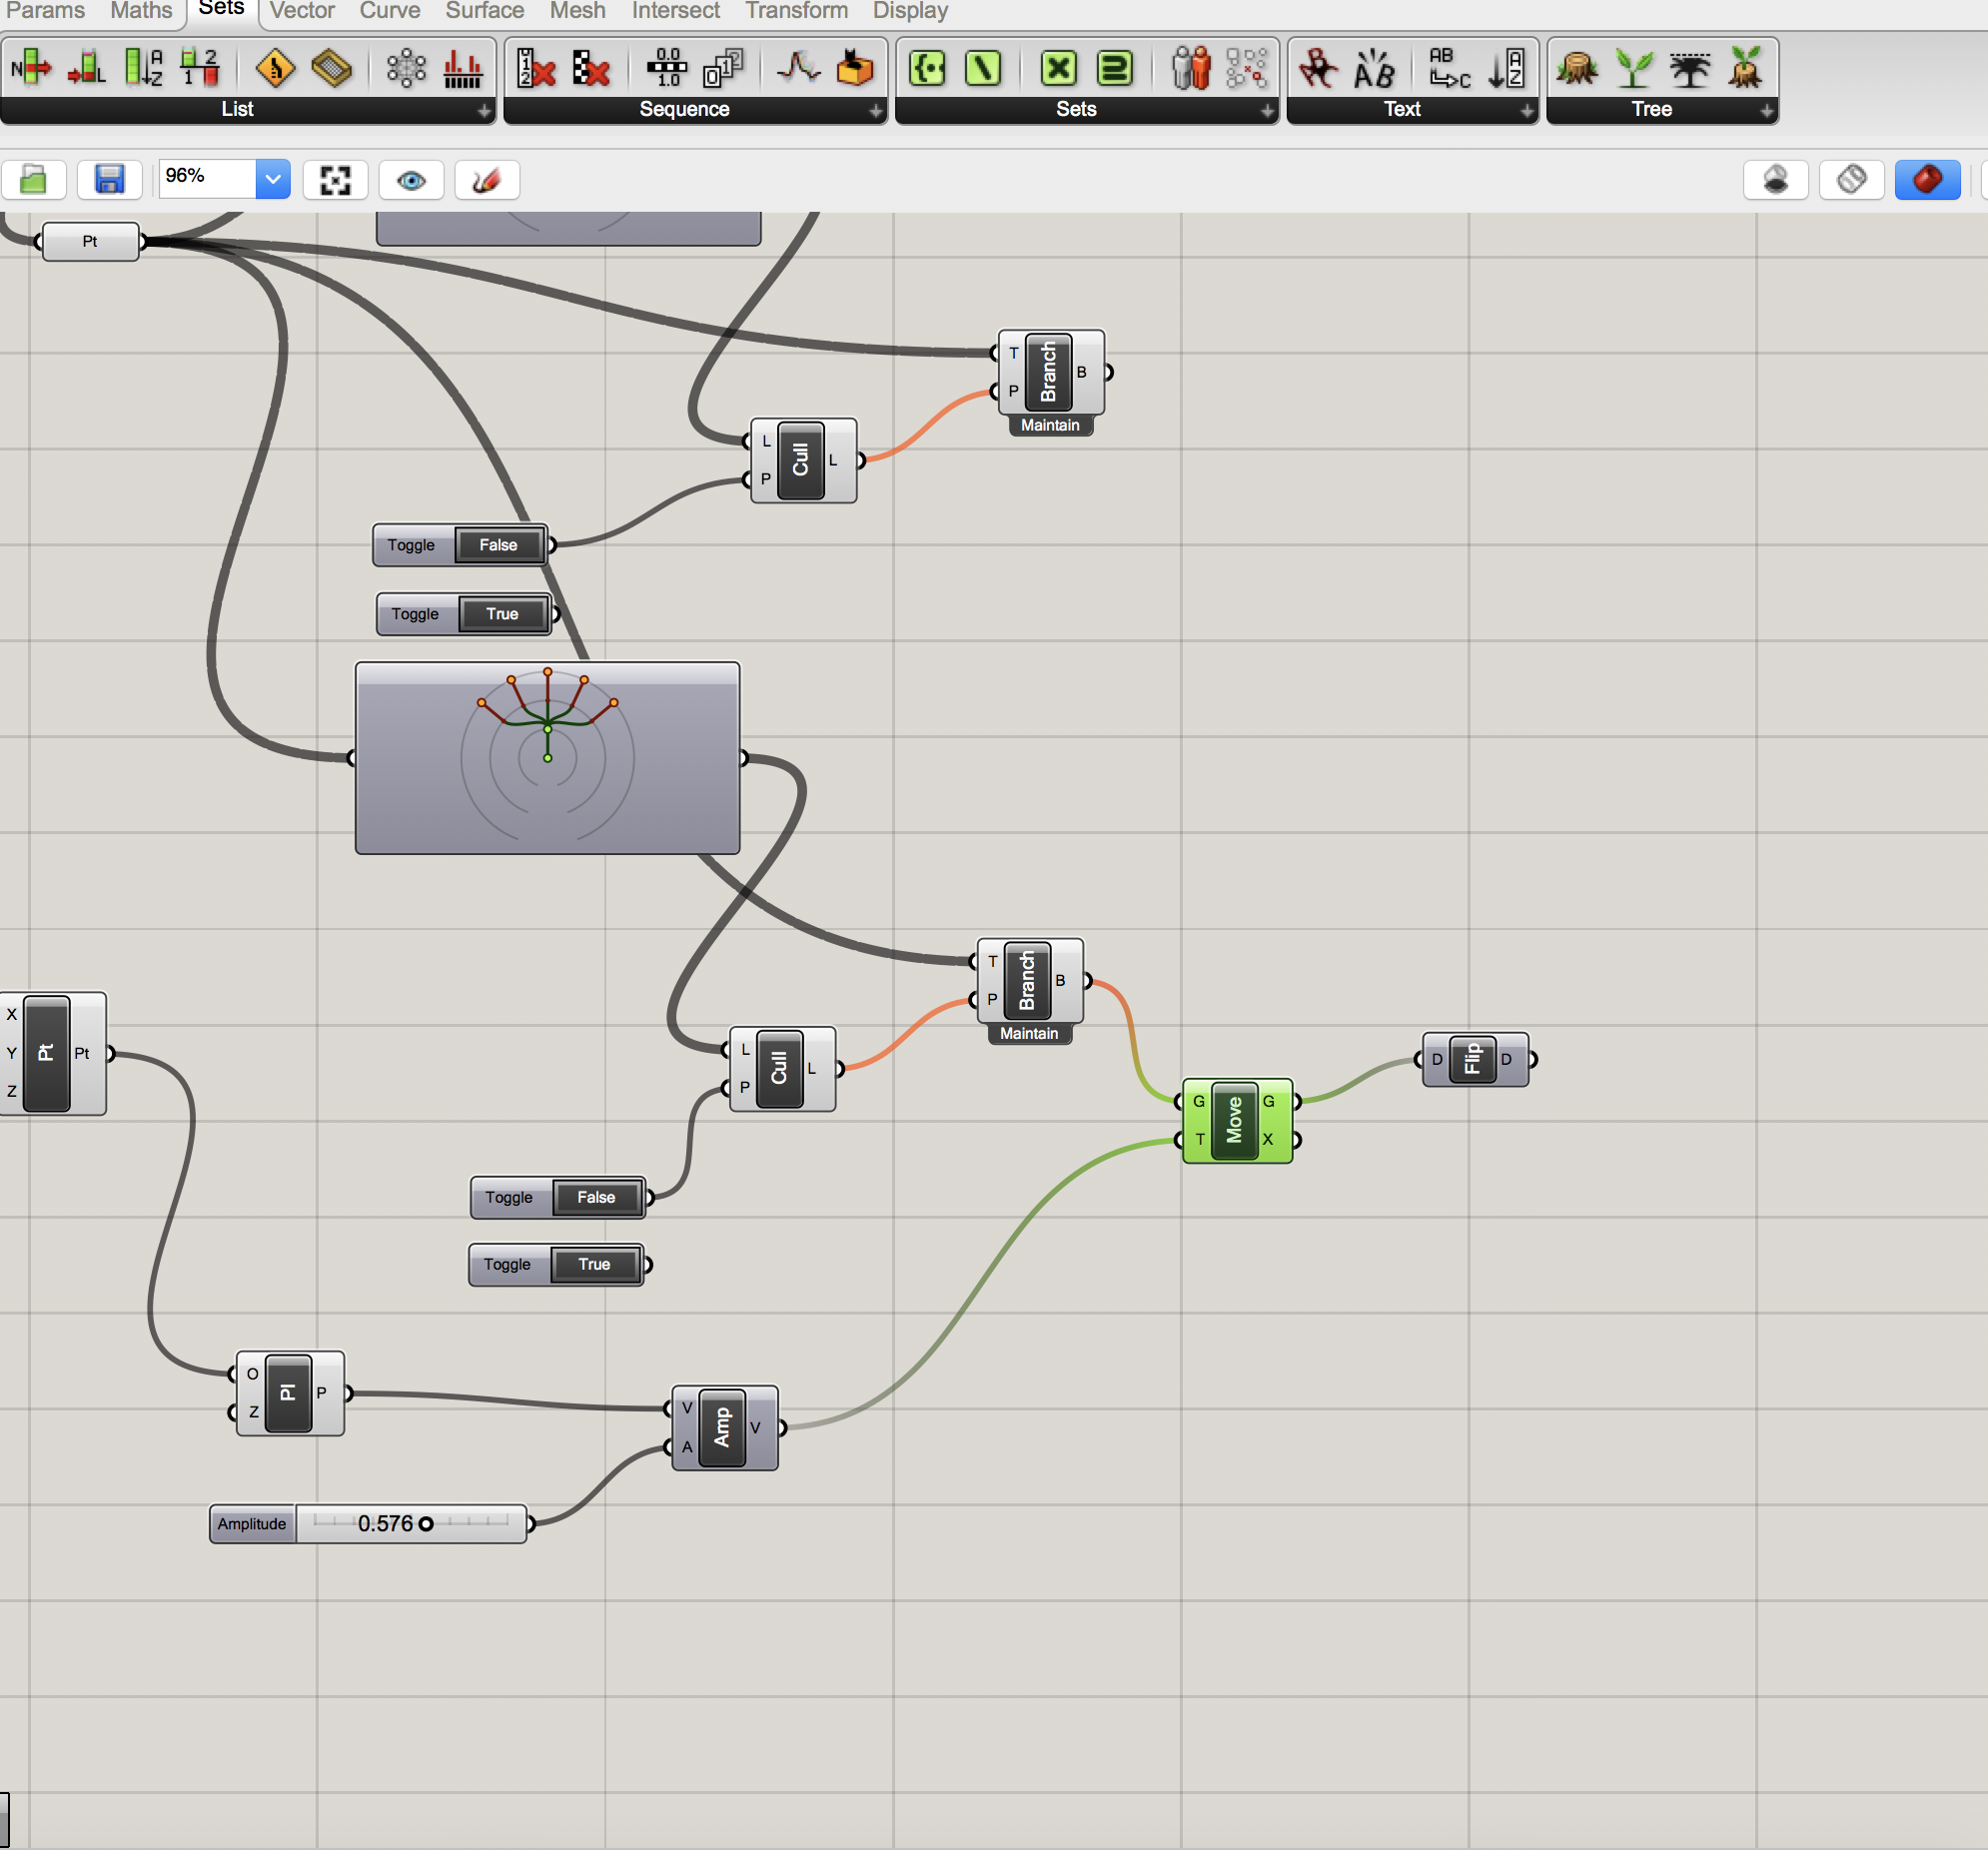 Params Maths Sets Vector Curve Surface Mesh Intersect Transform Display
List Sequence Sets Text Tree
96%
Pt
T Branch B
P
Maintain
L Cull L
P
Toggle False
Toggle True
T Branch B
P
Maintain
X
Y Pt Pt
Z
L Cull L
P
D Flip D
G Move G
T X
Toggle False
Toggle True
O Pl P
Z
V Amp V
A
Amplitude 0.576